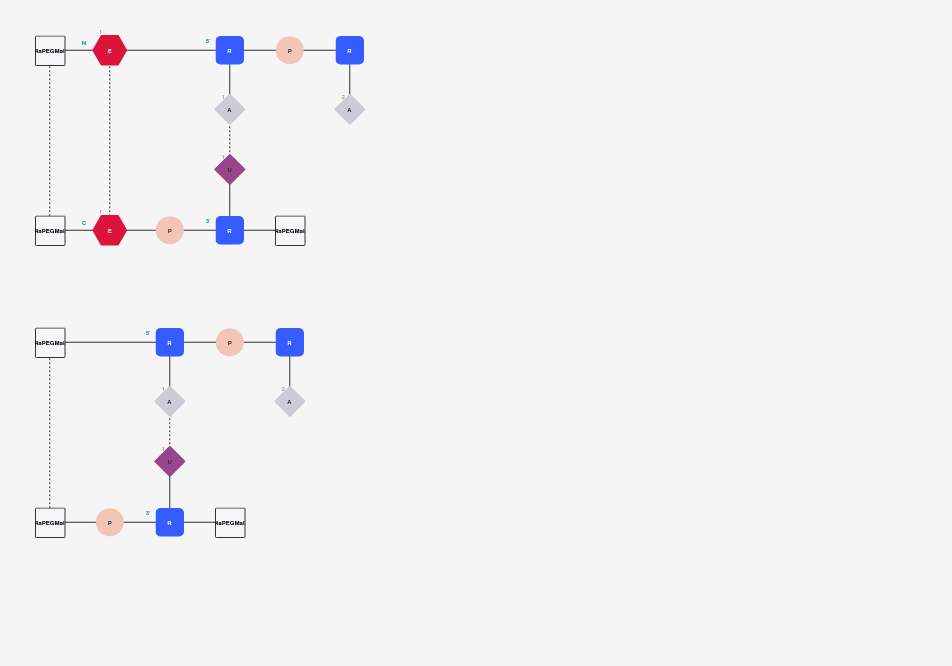 N 1 5'
4aPEGMal E R P R
1 2
A A
1
U
C 1 3'
4aPEGMal E P R 4aPEGMal
5'
4aPEGMal R P R
1 2
A A
1
U
3'
4aPEGMal P R 4aPEGMal